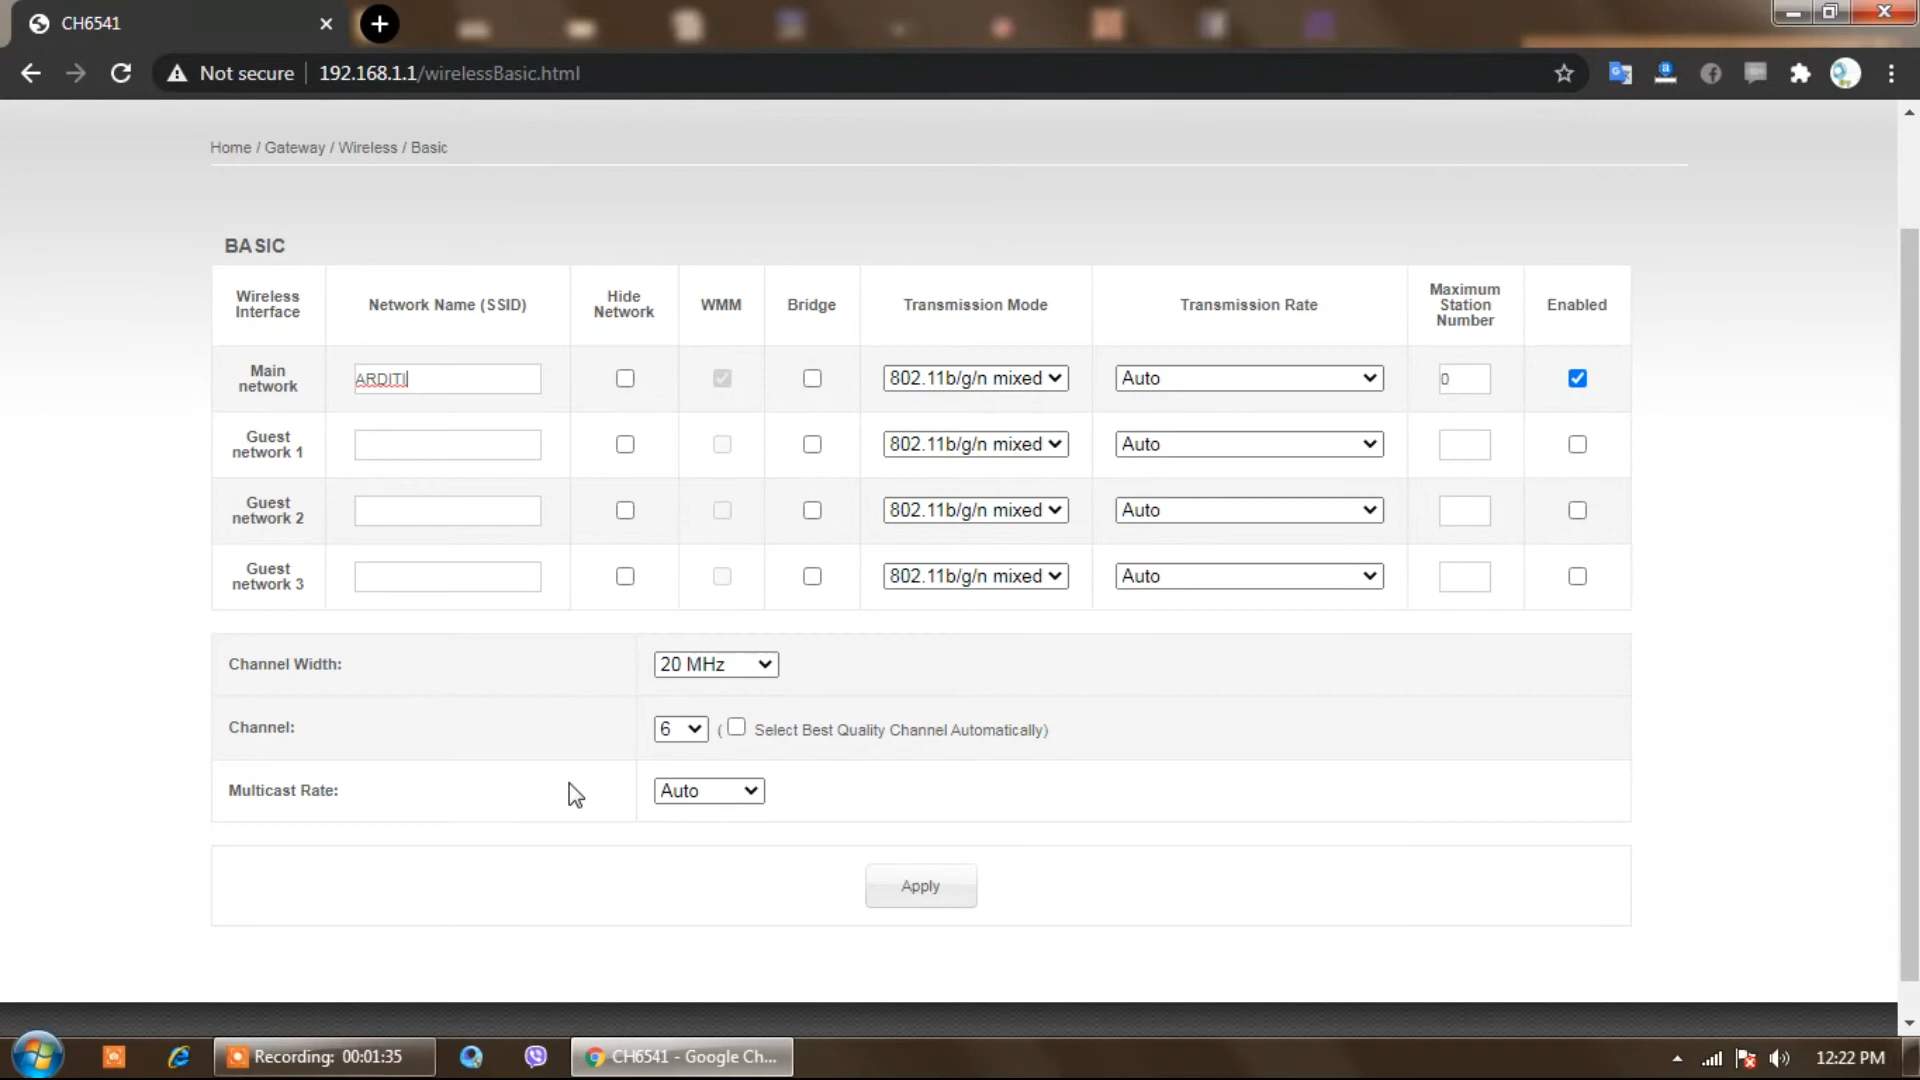 CH6541
Not secure
192.168.1.1/wirelessBasic.html
Home / Gateway / Wireless / Basic
BASIC
Wireless
Interface
Network Name (SSID)
Hide
Network
WMM
Bridge
Transmission Mode
Transmission Rate
Maximum
Station
Number
Enabled
Main
network
ARDITI
802.11b/g/n mixed
Auto
0
Guest
network 1
802.11b/g/n mixed
Auto
Guest
network 2
802.11b/g/n mixed
Auto
Guest
network 3
802.11b/g/n mixed
Auto
Channel Width:
20 MHz
Channel:
6
( Select Best Quality Channel Automatically)
Multicast Rate:
Auto
Apply
Recording: 00:01:35
CH6541 - Google Ch...
12:22 PM